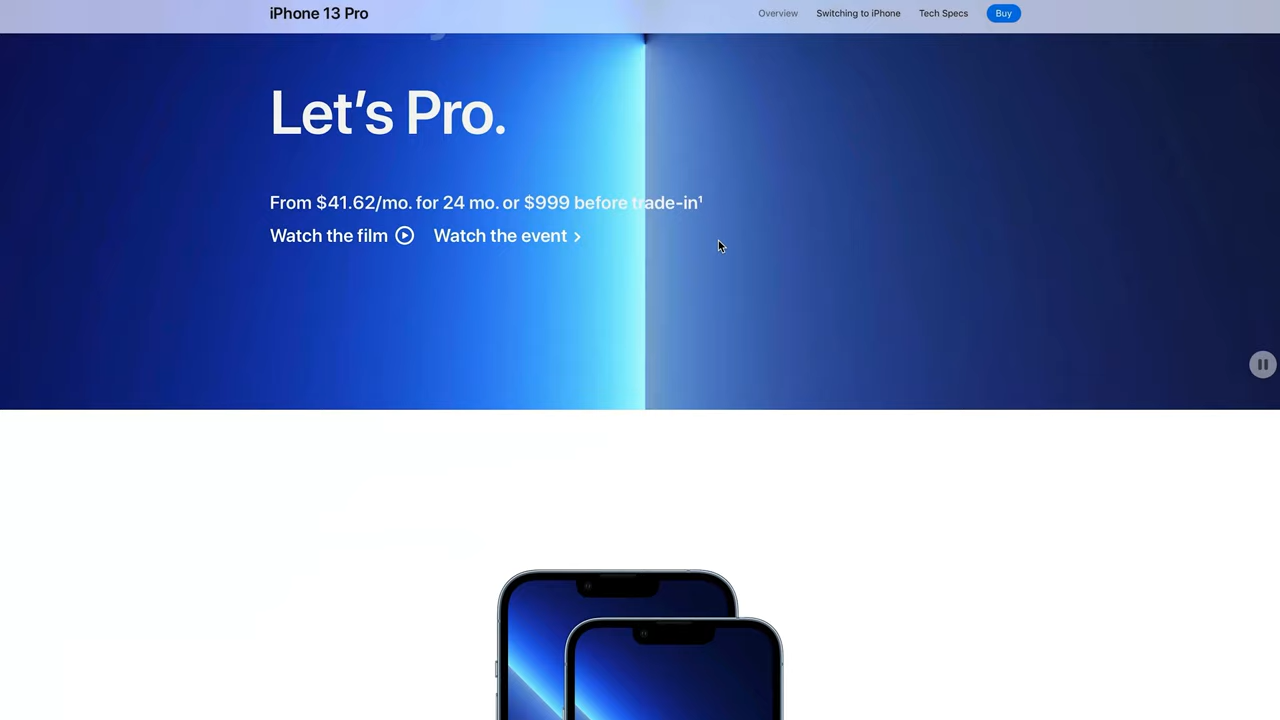 iPhone 13 Pro
Overview Switching to iPhone Tech Specs Buy
Let's Pro.
From $41.62/mo. for 24 mo. or $999 before trade-in¹
Watch the film Watch the event >